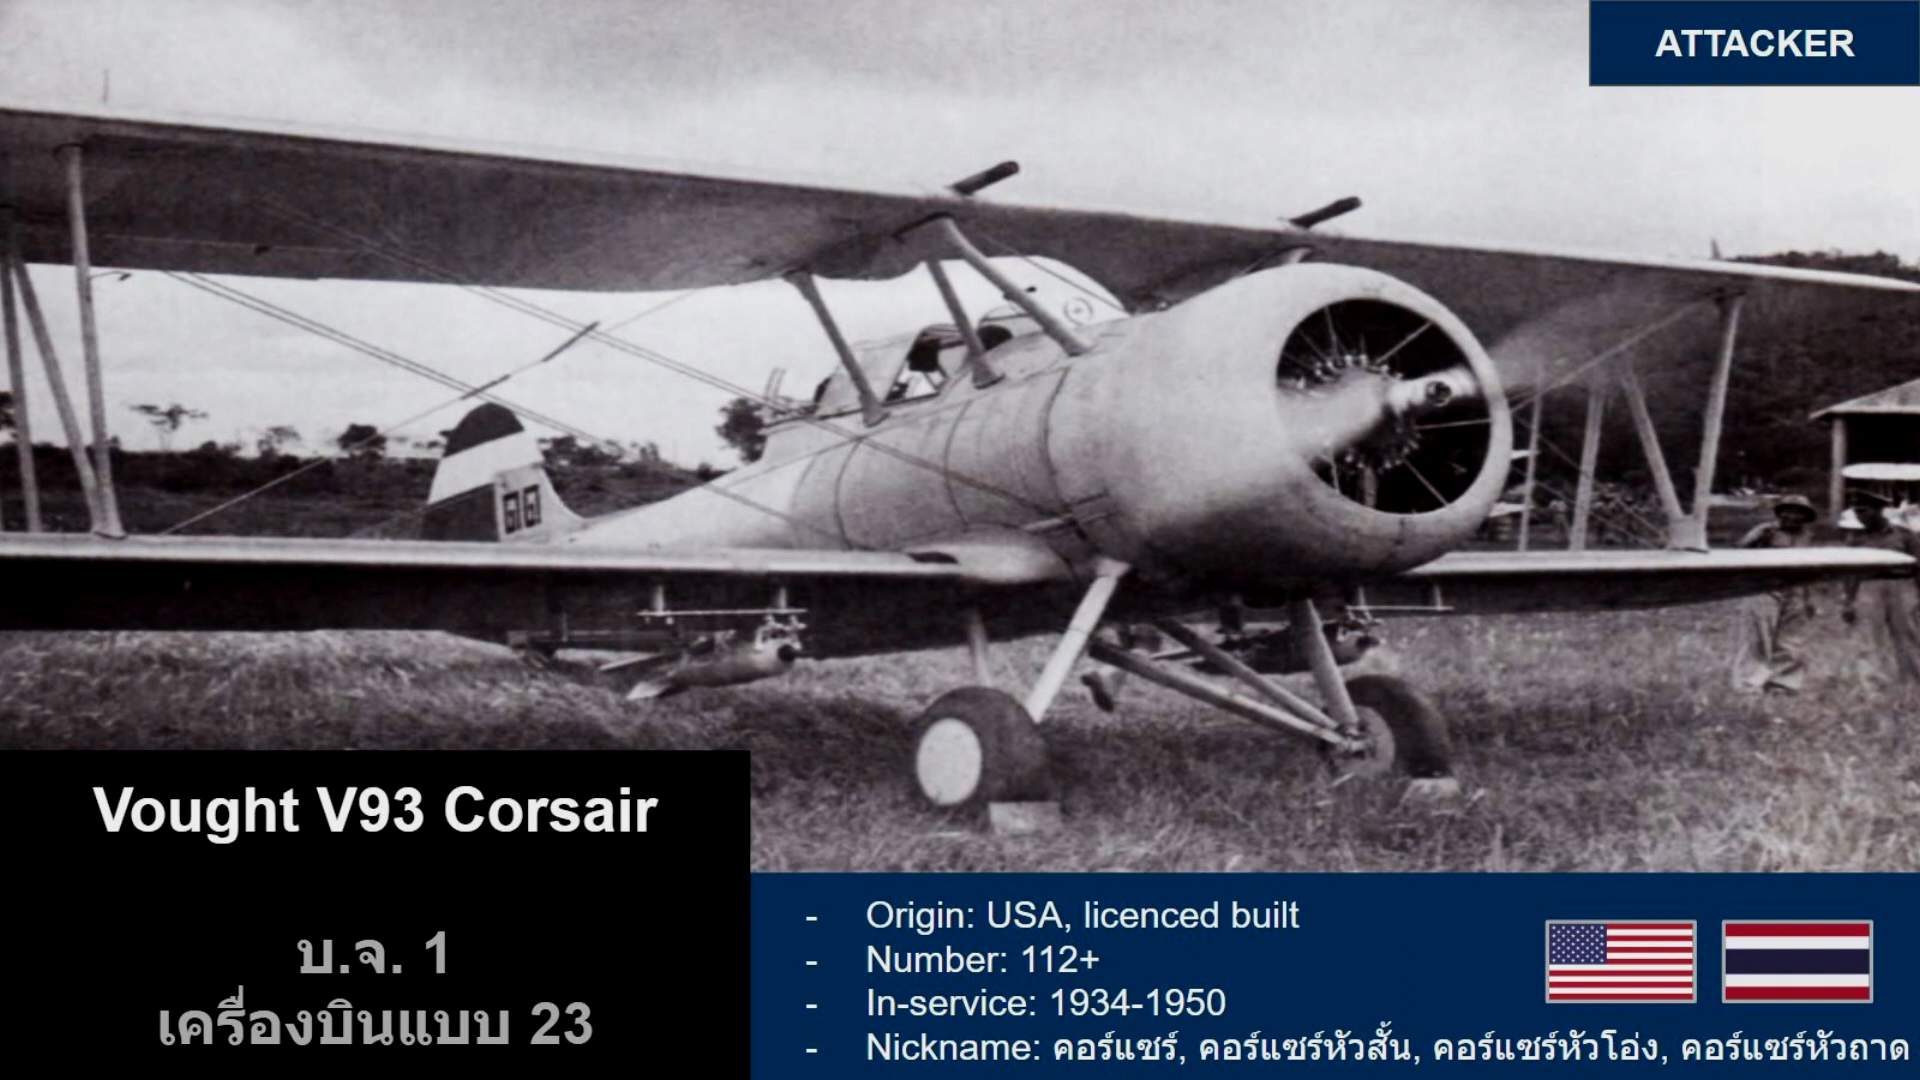 ATTACKER
Vought V93 Corsair
บ.จ. 1
เครื่องบินแบบ 23
- Origin: USA, licenced built
- Number: 112+
- In-service: 1934-1950
- Nickname: คอร์แซร์, คอร์แซร์หัวสั้น, คอร์แซร์หัวโอ่ง, คอร์แซร์หัวถาด